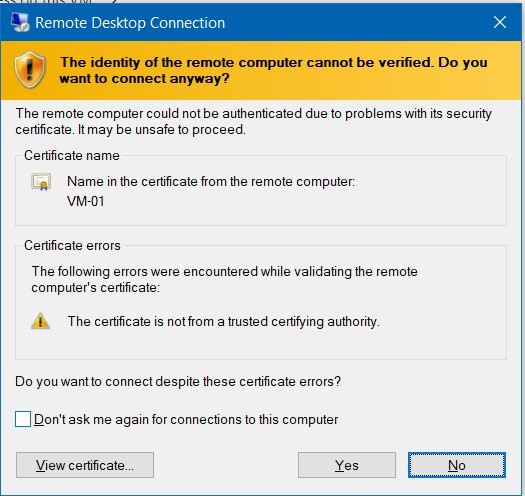 Remote Desktop Connection
The identity of the remote computer cannot be verified. Do you
want to connect anyway?
The remote computer could not be authenticated due to problems with its security
certificate. It may be unsafe to proceed.
Certificate name
Name in the certificate from the remote computer:
VM-01
Certificate errors
The following errors were encountered while validating the remote
computer's certificate:
The certificate is not from a trusted certifying authority.
Do you want to connect despite these certificate errors?
Don't ask me again for connections to this computer
View certificate... Yes No